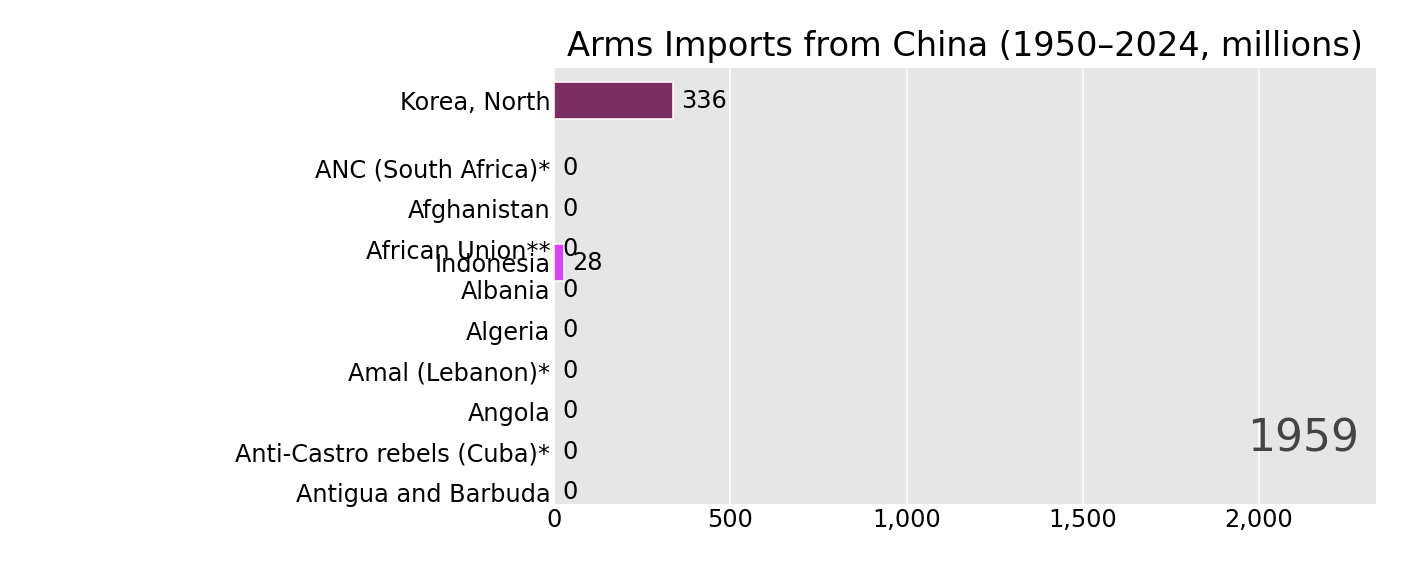 Arms Imports from China (1950–2024, millions)
Korea, North 336
ANC (South Africa)* 0
Afghanistan 0
African Union** 0
Indonesia 28
Albania 0
Algeria 0
Amal (Lebanon)* 0
Angola 0
1959
Anti-Castro rebels (Cuba)* 0
Antigua and Barbuda 0
0 500 1,000 1,500 2,000